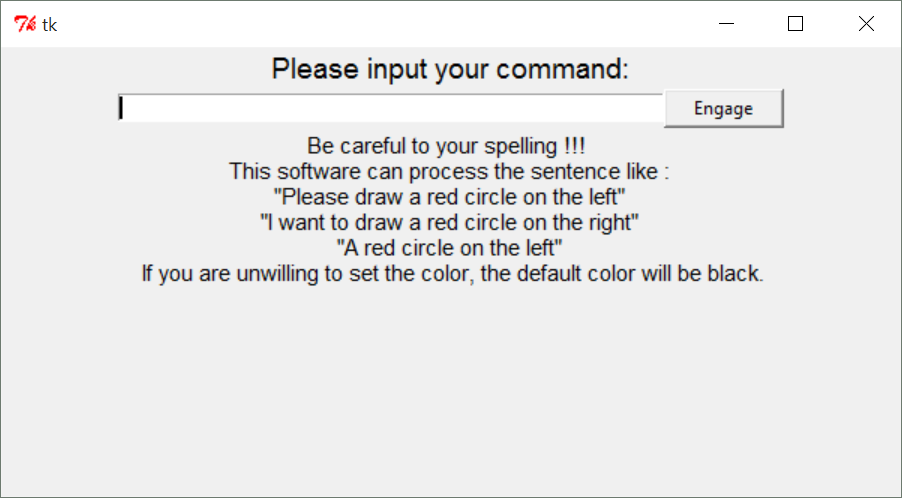 tk
Please input your command:
Engage
Be careful to your spelling !!!
This software can process the sentence like :
"Please draw a red circle on the left"
"I want to draw a red circle on the right"
"A red circle on the left"
If you are unwilling to set the color, the default color will be black.